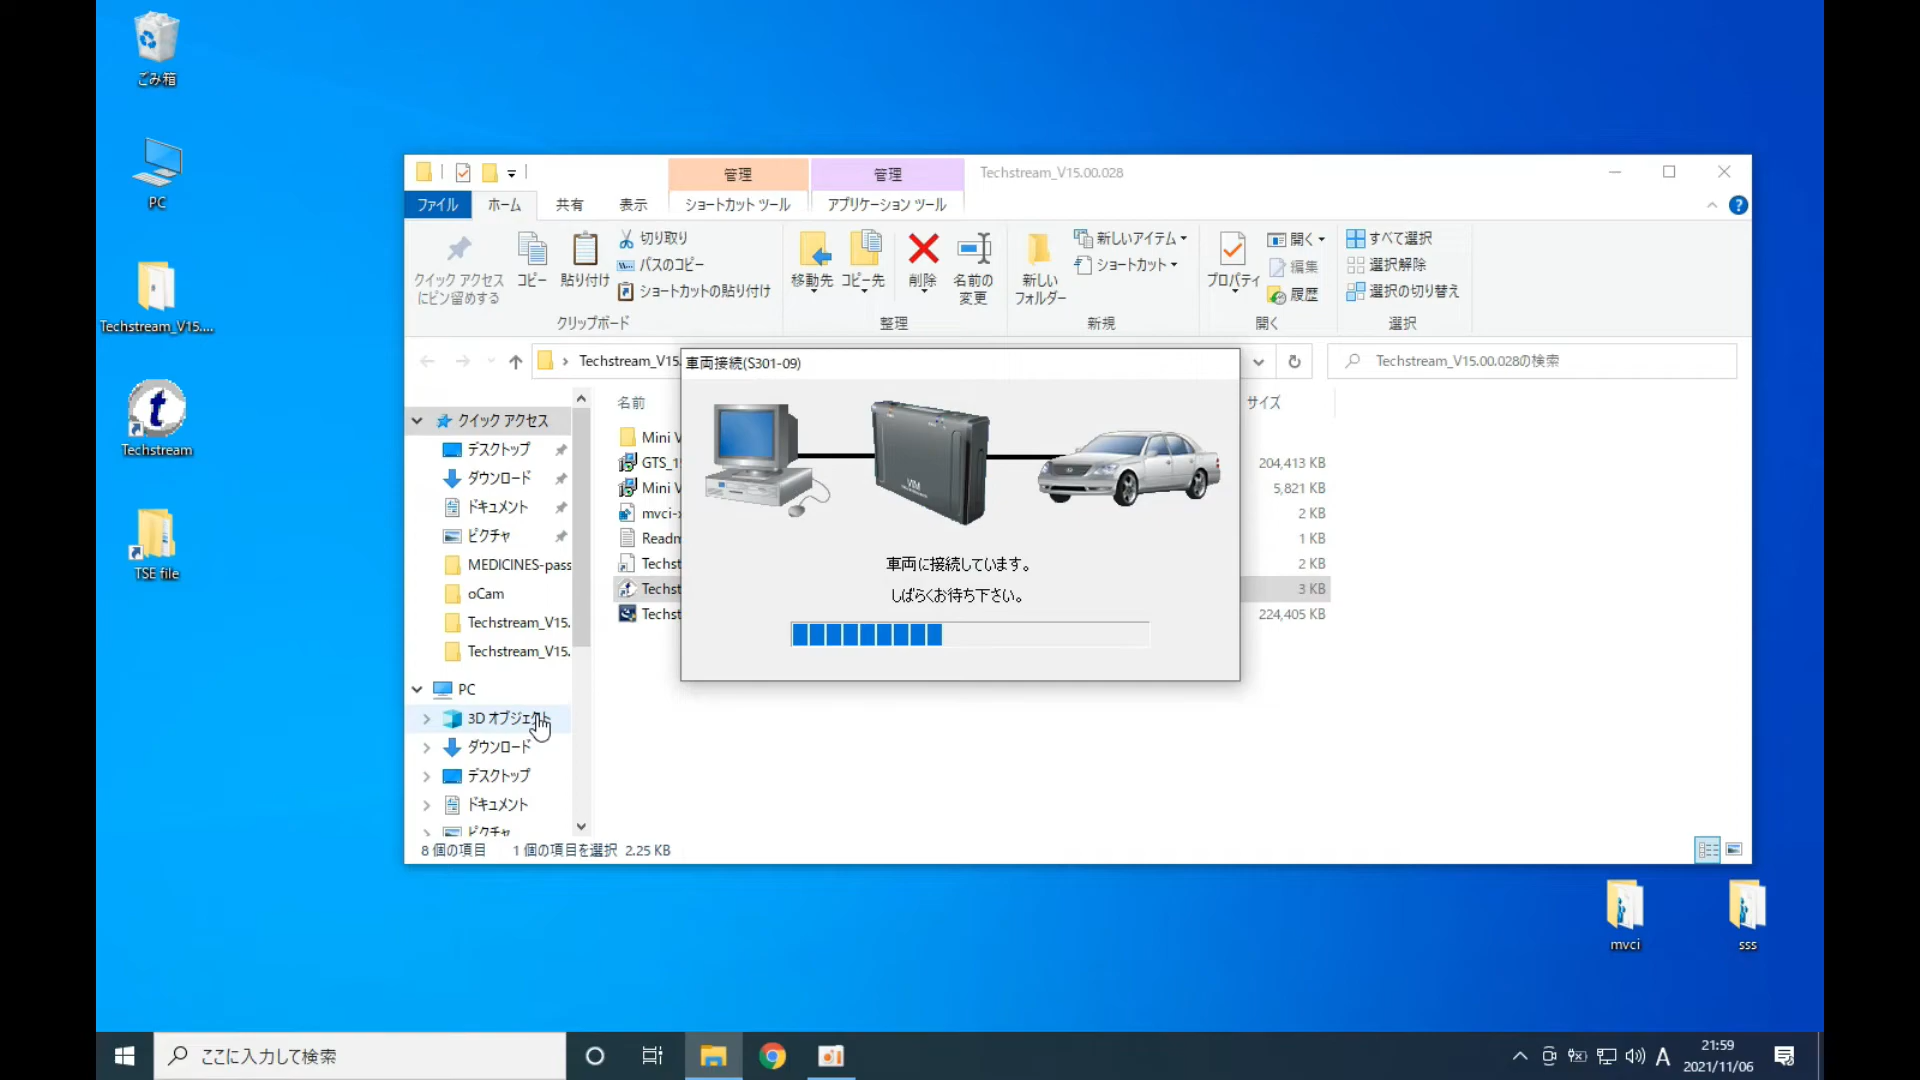 ごみ箱
PC
Techstream_V15....
Techstream
TSE file
管理
管理
Techstream_V15.00.028
ファイル
ホーム
共有
表示
ショートカット ツール
アプリケーション ツール
クイック アクセス
にピン留めする
コピー
貼り付け
切り取り
パスのコピー
ショートカットの貼り付け
クリップボード
移動先
コピー先
削除
名前の
変更
整理
新しい
フォルダー
新しいアイテム
ショートカット
新規
プロパティ
開く
編集
履歴
開く
すべて選択
選択解除
選択の切り替え
選択
Techstream_V15.
Techstream_V15.00.028の検索
クイック アクセス
デスクトップ
ダウンロード
ドキュメント
ピクチャ
MEDICINES-pass
oCam
Techstream_V15.
Techstream_V15.
PC
3D オブジェクト
ダウンロード
デスクトップ
ドキュメント
ピクチャ
名前
サイズ
Mini V
GTS_1
204,413 KB
Mini V
5,821 KB
mvci-x
2 KB
Readm
1 KB
Techst
2 KB
Techst
3 KB
Techst
224,405 KB
車両接続(S301-09)
VIM
車両に接続しています。
しばらくお待ち下さい。
8 個の項目
1 個の項目を選択 2.25 KB
mvci
sss
ここに入力して検索
A
21:59
2021/11/06